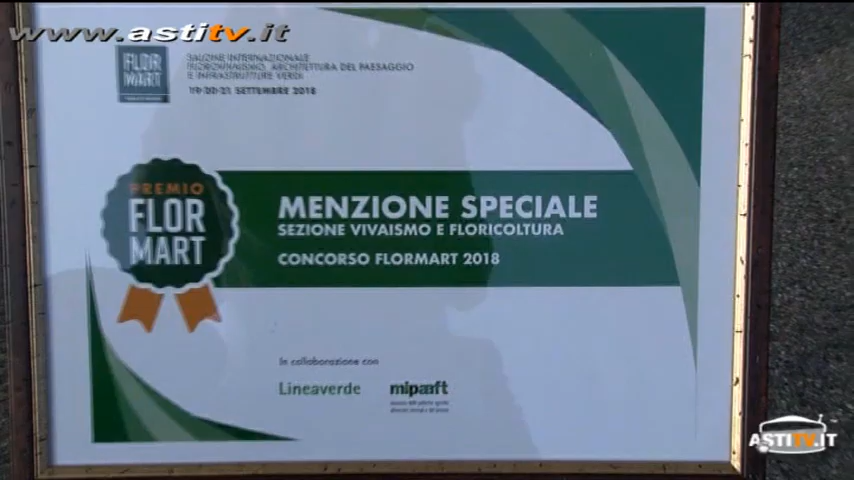 www.astitv.it
FLOR
MART
SALONE INTERNAZIONALE
FLOROVIVAISMO, ARCHITETTURA DEL PAESAGGIO
E INFRASTRUTTURE VERDI
19-20-21 SETTEMBRE 2018
PREMIO
FLOR
MART
MENZIONE SPECIALE
SEZIONE VIVAISMO E FLORICOLTURA
CONCORSO FLORMART 2018
In collaborazione con
Lineaverde
mipaaft
ASTITV.IT